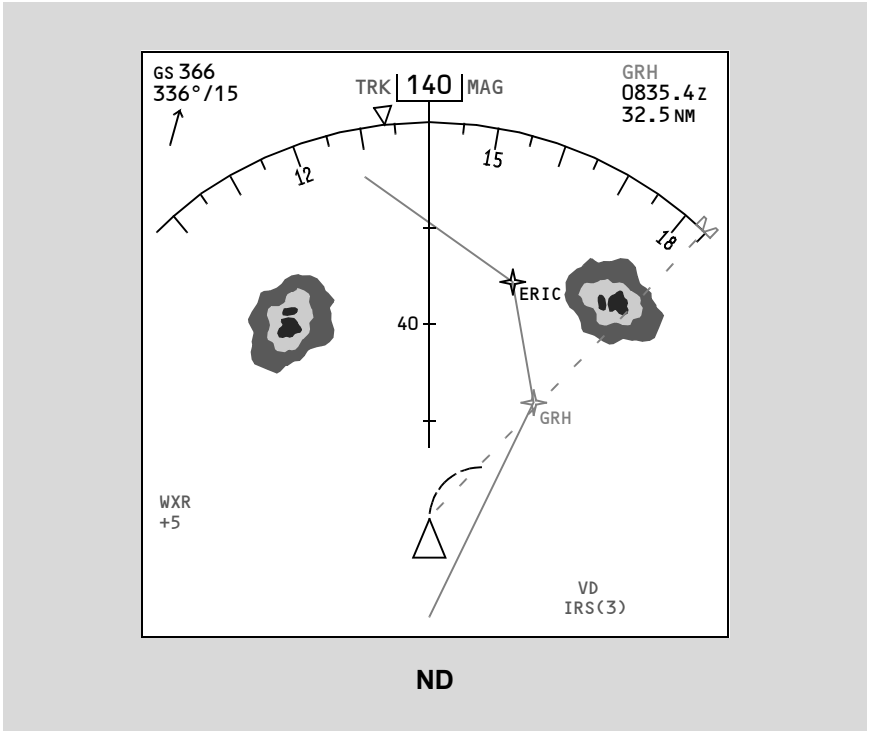 GS 366
336°/15
TRK 140 MAG
GRH
0835.4Z
32.5 NM
12
15
18
ERIC
40
GRH
WXR
+5
VD
IRS(3)
ND